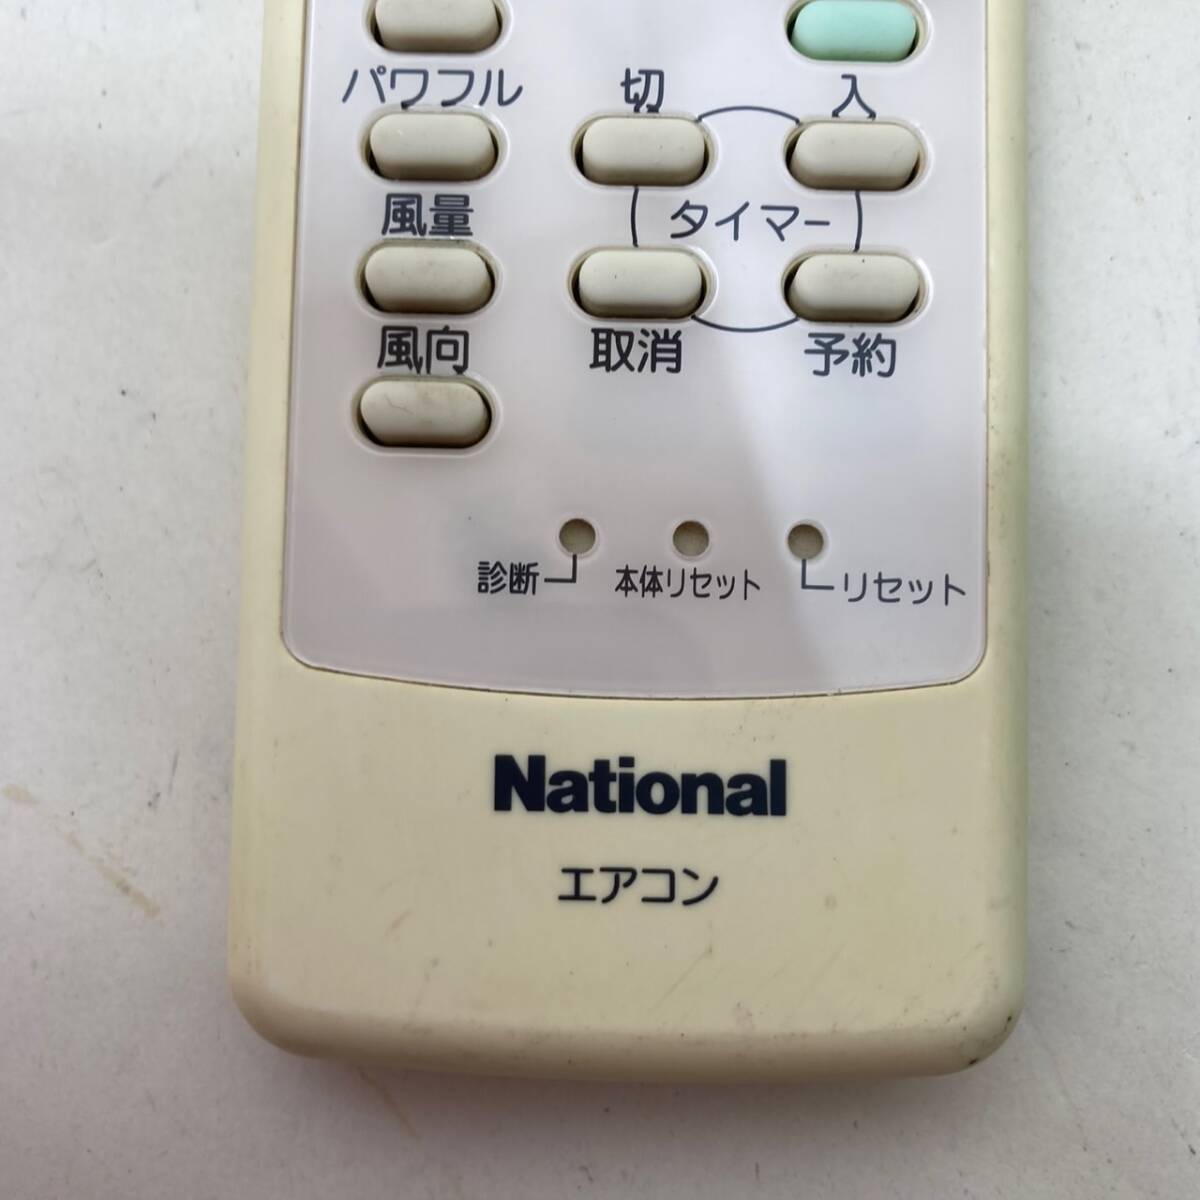 パワフル
切
入
風量
タイマー
風向
取消
予約
診断
本体リセット
リセット
National
エアコン